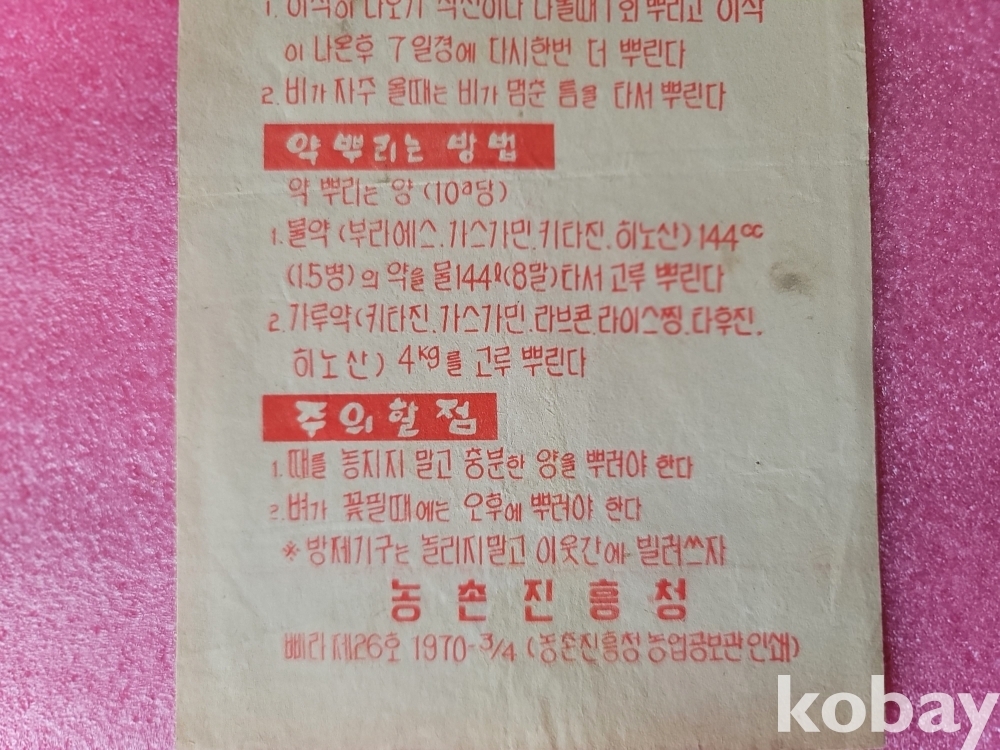 1. 이삭이 나오기 직전이나 나올때 1회 뿌리고 이삭
이 나온후 7일경에 다시한번 더 뿌린다
2. 비가 자주 올때는 비가 멈춘 틈을 타서 뿌린다
약 뿌리는 방법
약 뿌리는 양 (10a당)
1. 물약 (부라에스.가스가민.키타진.히노산) 144cc
(1.5병)의 약을 물144ℓ(8말)타서 고루 뿌린다
2. 가루약(키타진.가스가민.라브콘.라이스찡.타후진.
히노산) 4kg를 고루 뿌린다
주의할점
1. 때를 놓지지 말고 충분한 양을 뿌러야 한다
2. 벼가 꽃필때에는 오후에 뿌러야 한다
※ 방제기구는 놀리지말고 이웃간에 빌러쓰자
농촌진흥청
삐라 제26호 1970-3/4 (농촌진흥청 농업공보관 인쇄)
kobay